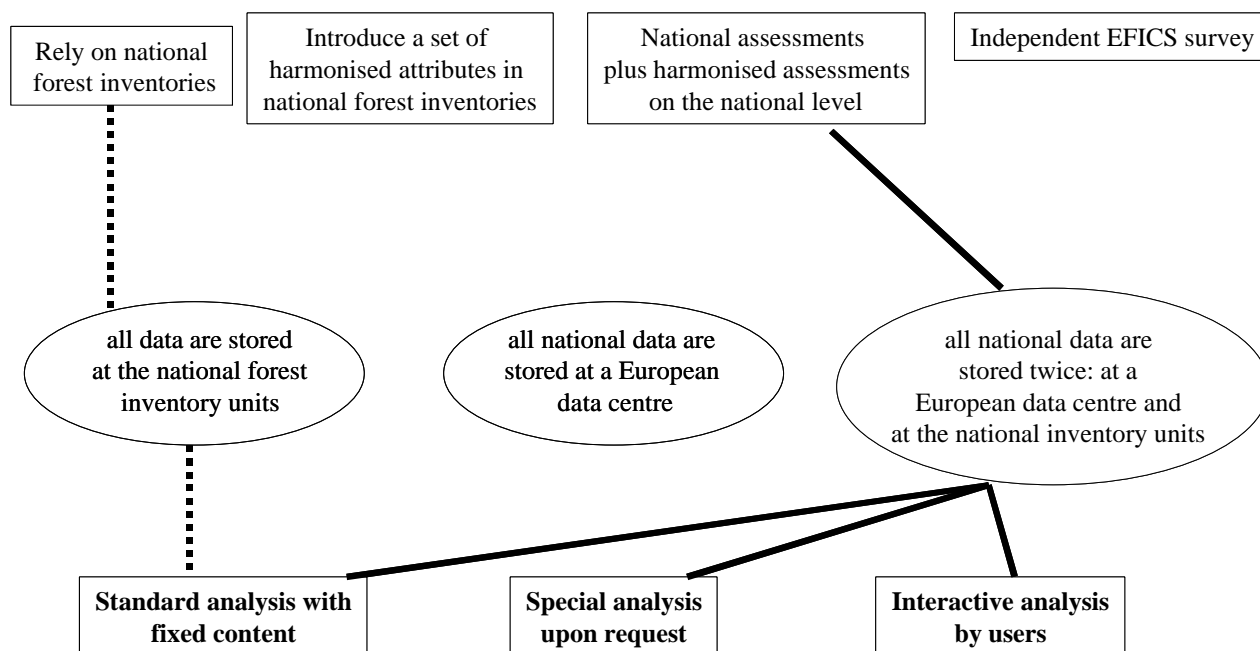 Rely on national
forest inventories
Introduce a set of
harmonised attributes in
national forest inventories
National assessments
plus harmonised assessments
on the national level
Independent EFICS survey
all data are stored
at the national forest
inventory units
all national data are
stored at a European
data centre
all national data are
stored twice: at a
European data centre and
at the national inventory units
Standard analysis with
fixed content
Special analysis
upon request
Interactive analysis
by users